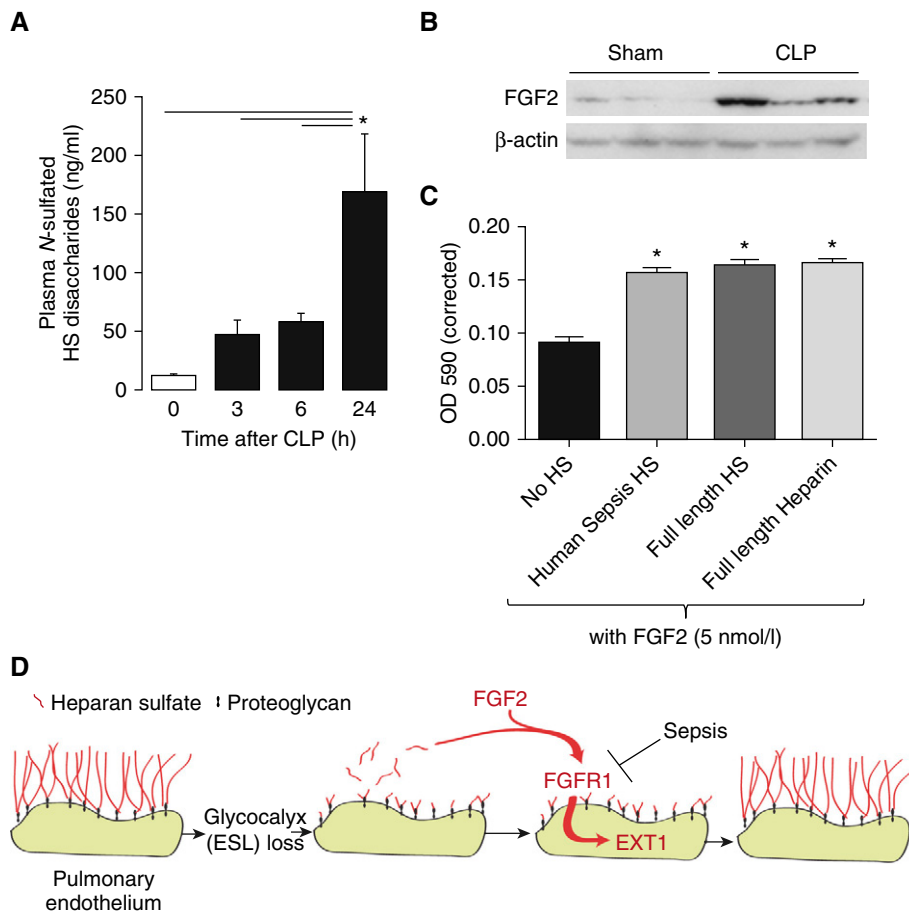 A
Plasma N-sulfated
HS disaccharides (ng/ml)
250
200
150
100
50
0
*
0 3 6 24
Time after CLP (h)
B
Sham CLP
FGF2
β-actin
C
OD 590 (corrected)
0.20
0.15
0.10
0.05
0.00
* * *
No HS
Human Sepsis HS
Full length HS
Full length Heparin
with FGF2 (5 nmol/l)
D
Heparan sulfate Proteoglycan
FGF2
Sepsis
FGFR1
EXT1
Glycocalyx
(ESL) loss
Pulmonary
endothelium